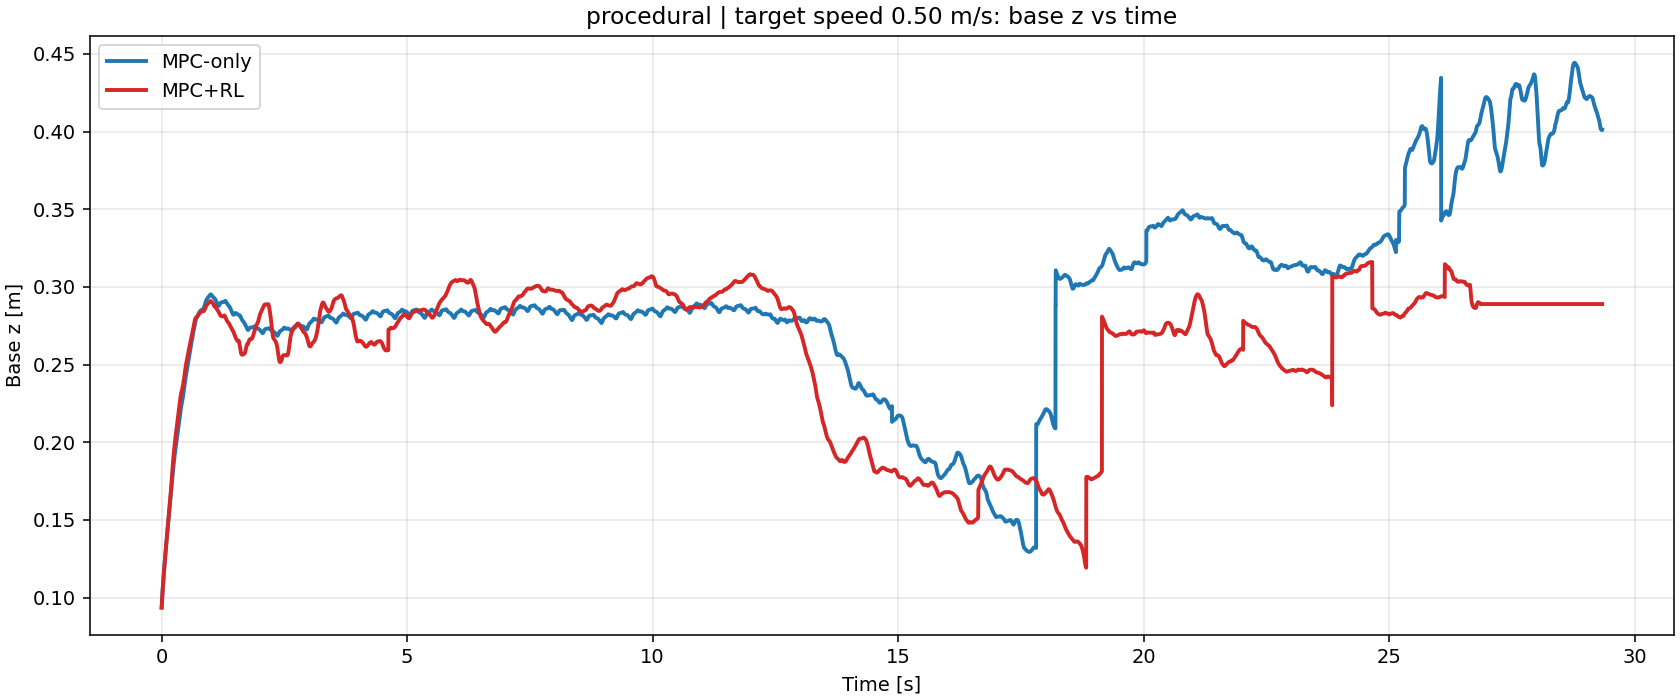 procedural | target speed 0.50 m/s: base z vs time
MPC-only
MPC+RL
Base z [m]
0.45
0.40
0.35
0.30
0.25
0.20
0.15
0.10
0 5 10 15 20 25 30
Time [s]